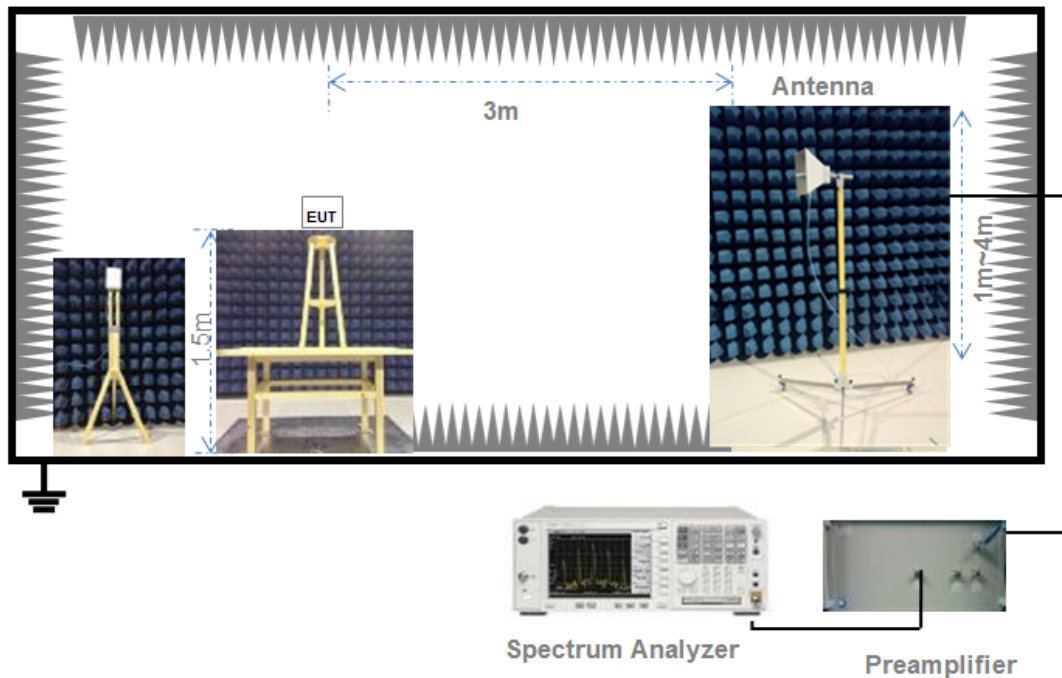 Antenna
3m
EUT
1.5m
1m~4m
Spectrum Analyzer
Preamplifier